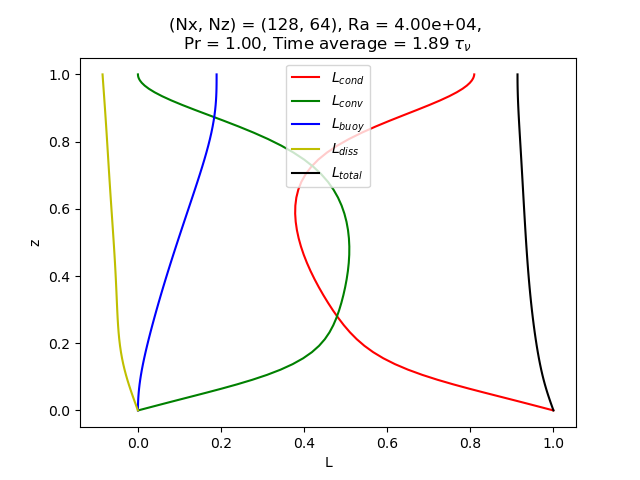 (Nx, Nz) = (128, 64), Ra = 4.00e+04,
Pr = 1.00, Time average = 1.89 τ_ν
L_cond
L_conv
L_buoy
L_diss
L_total
z
1.0
0.8
0.6
0.4
0.2
0.0
0.0 0.2 0.4 0.6 0.8 1.0
L